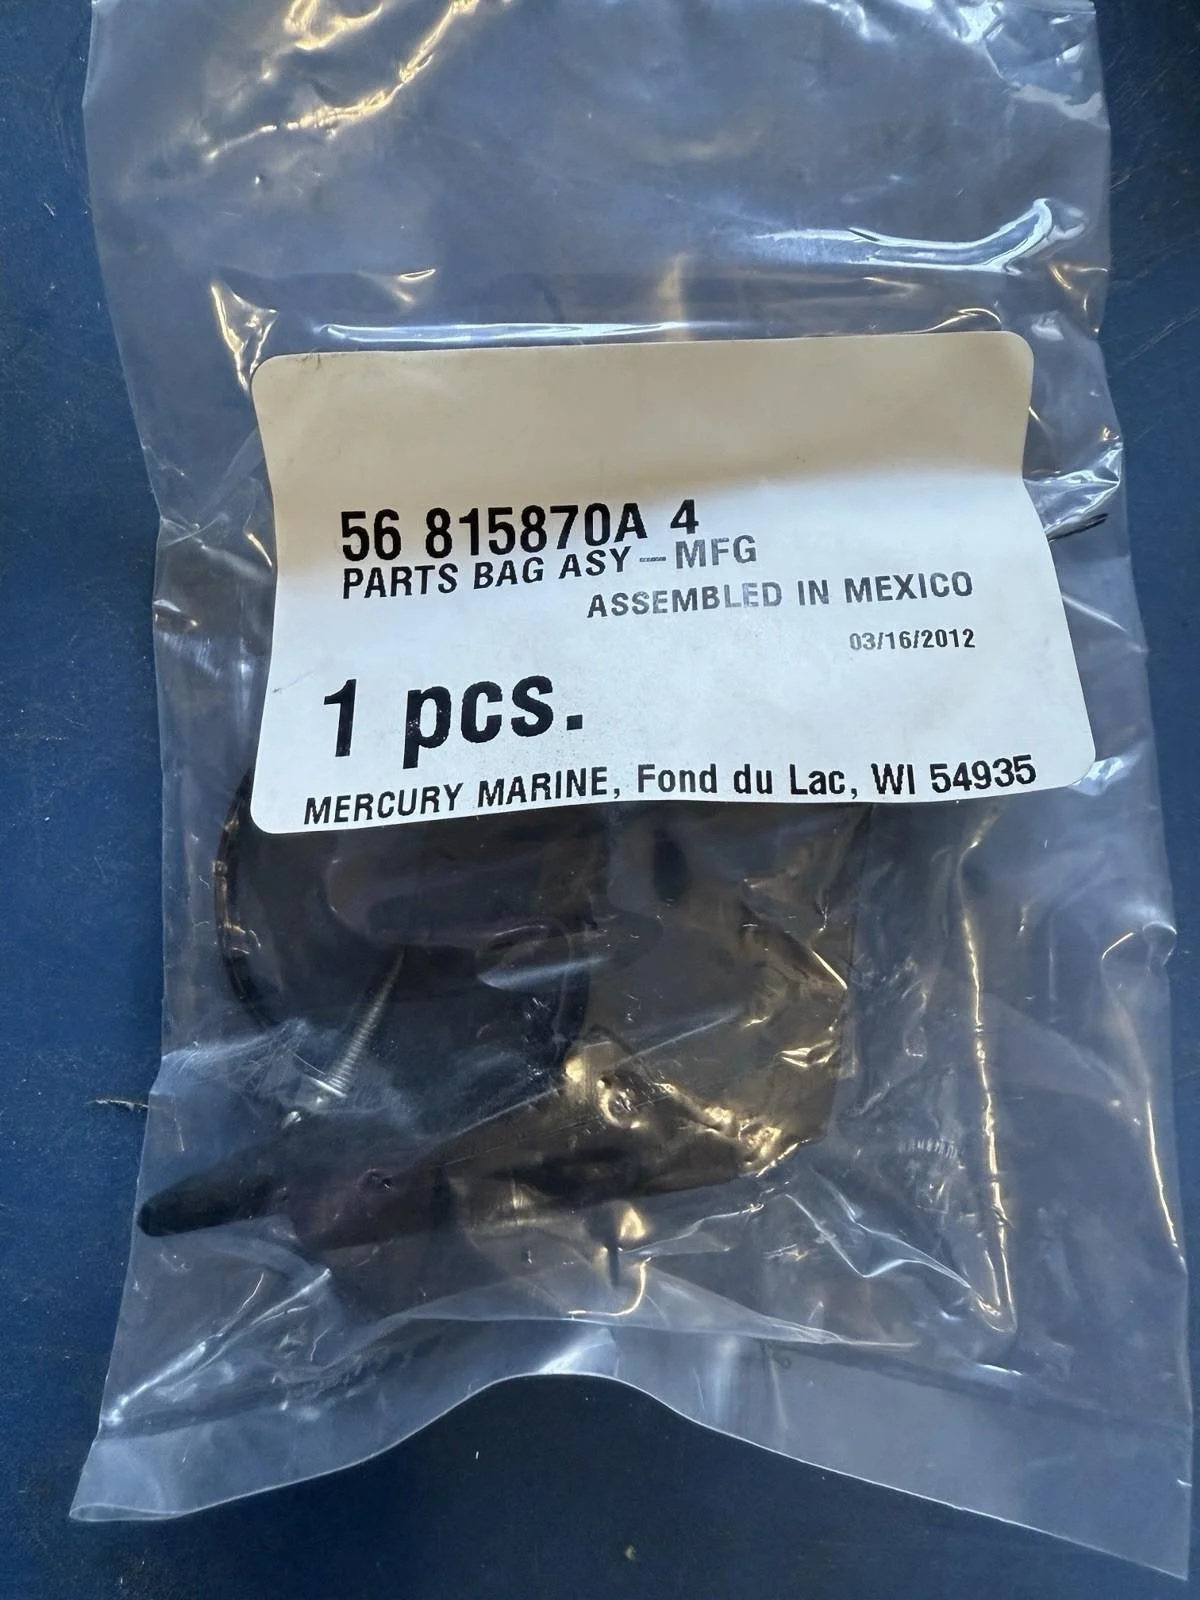 56 815870A 4
PARTS BAG ASY – MFG
ASSEMBLED IN MEXICO
03/16/2012
1 pcs.
MERCURY MARINE, Fond du Lac, WI 54935